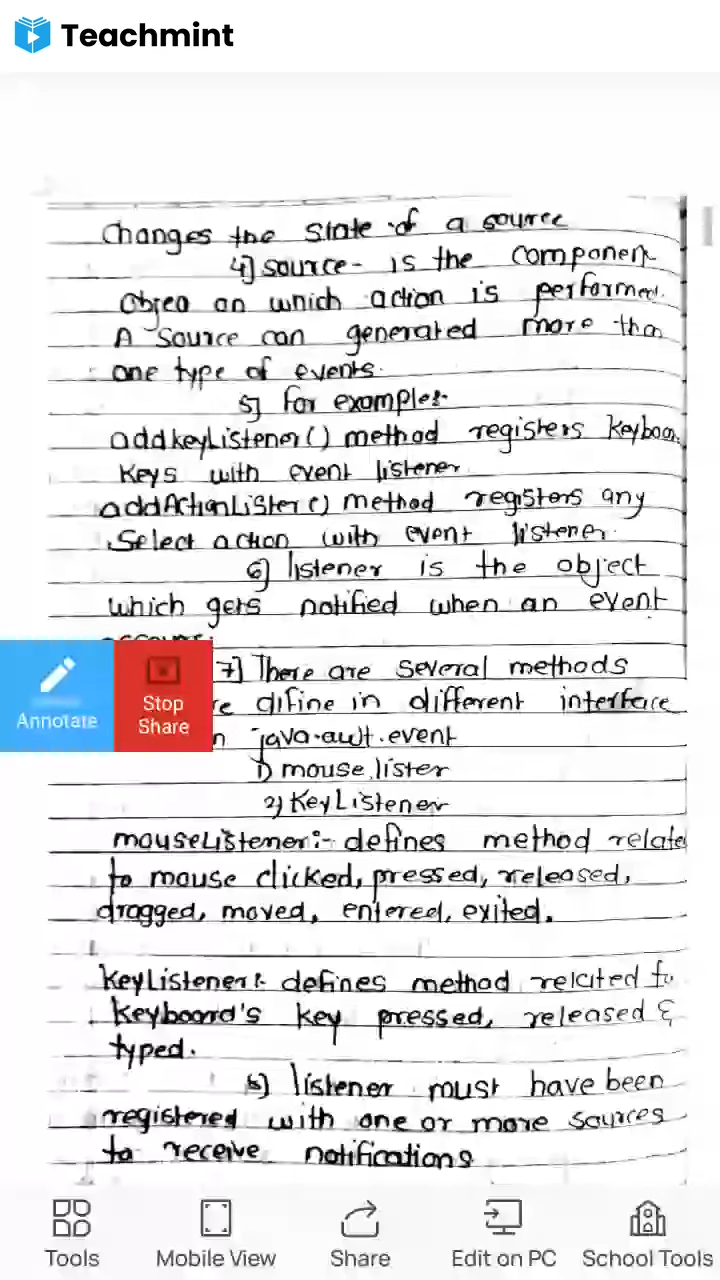 Teachmint
Changes the State of a source
4] source - is the component
on which action is performed.
A source can generated more than
one type of events.
5] for example:-
addkeyListener() method registers keyboa
keys with event listener
addActionLister() method registers any
Select action with event listener.
6] listener is the object
which gets notified when an event
7] There are several methods
re difine in different interface
n java.awt.event
1) mouse lister
2) KeyListener
mouseListener:- defines method relate
to mouse clicked, pressed, released,
dragged, moved, entered, exited.
KeyListener:- defines method related to
keyboard's key pressed, released &
typed.
8) listener must have been
registered with one or more sources
to receive notifications
Annotate
Stop
Share
Tools
Mobile View
Share
Edit on PC
School Tools